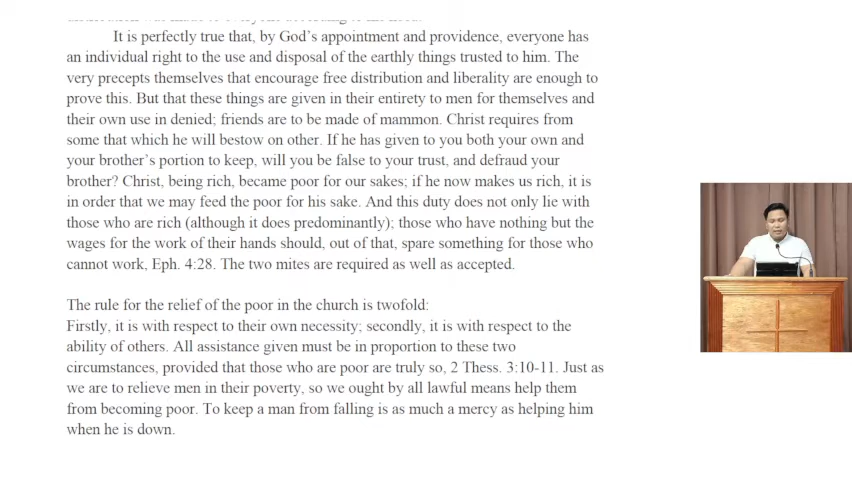 It is perfectly true that, by God's appointment and providence, everyone has
an individual right to the use and disposal of the earthly things trusted to him. The
very precepts themselves that encourage free distribution and liberality are enough to
prove this. But that these things are given in their entirety to men for themselves and
their own use in denied; friends are to be made of mammon. Christ requires from
some that which he will bestow on other. If he has given to you both your own and
your brother's portion to keep, will you be false to your trust, and defraud your
brother? Christ, being rich, became poor for our sakes; if he now makes us rich, it is
in order that we may feed the poor for his sake. And this duty does not only lie with
those who are rich (although it does predominantly); those who have nothing but the
wages for the work of their hands should, out of that, spare something for those who
cannot work, Eph. 4:28. The two mites are required as well as accepted.
The rule for the relief of the poor in the church is twofold:
Firstly, it is with respect to their own necessity; secondly, it is with respect to the
ability of others. All assistance given must be in proportion to these two
circumstances, provided that those who are poor are truly so, 2 Thess. 3:10-11. Just as
we are to relieve men in their poverty, so we ought by all lawful means help them
from becoming poor. To keep a man from falling is as much a mercy as helping him
when he is down.